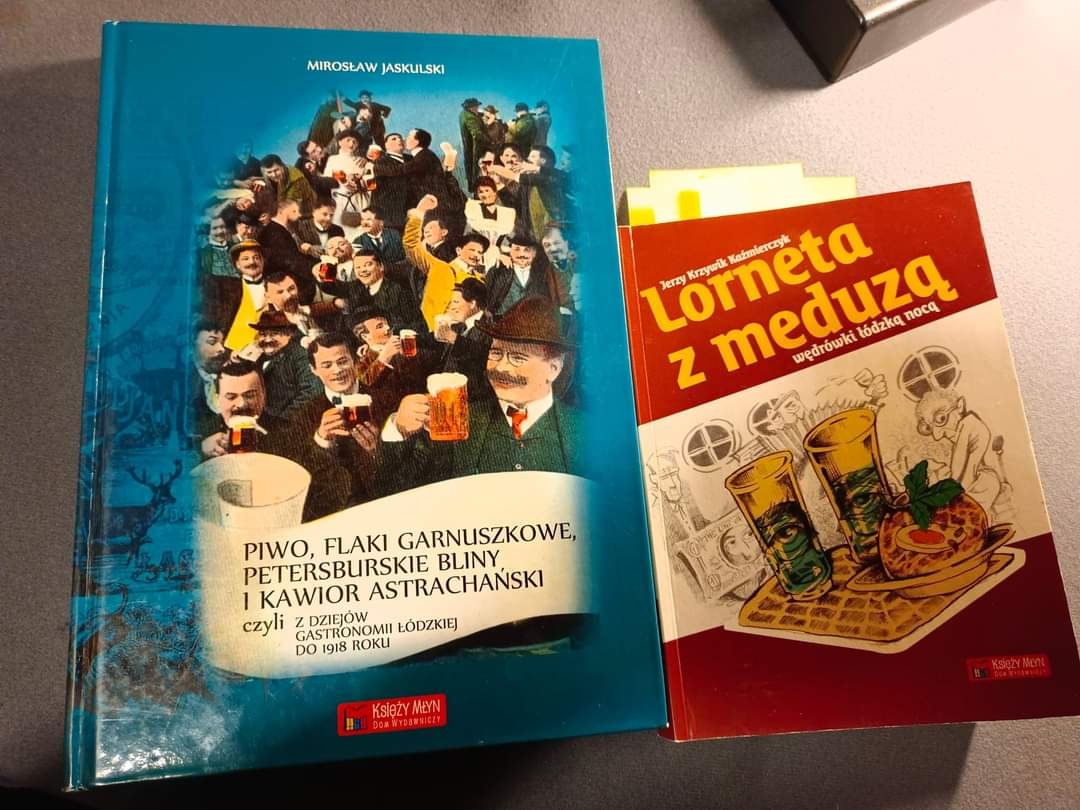 MIROSŁAW JASKULSKI
PIWO, FLAKI GARNUSZKOWE,
PETERSBURSKIE BLINY
I KAWIOR ASTRACHAŃSKI
czyli Z DZIEJÓW
GASTRONOMII ŁÓDZKIEJ
DO 1918 ROKU
KSIĘŻY MŁYN
DOM WYDAWNICZY
Jerzy Krzywik Kaźmierczyk
Lorneta
z meduzą
wędrówki łódzką nocą
KSIĘŻY MŁYN
DOM WYDAWNICZY